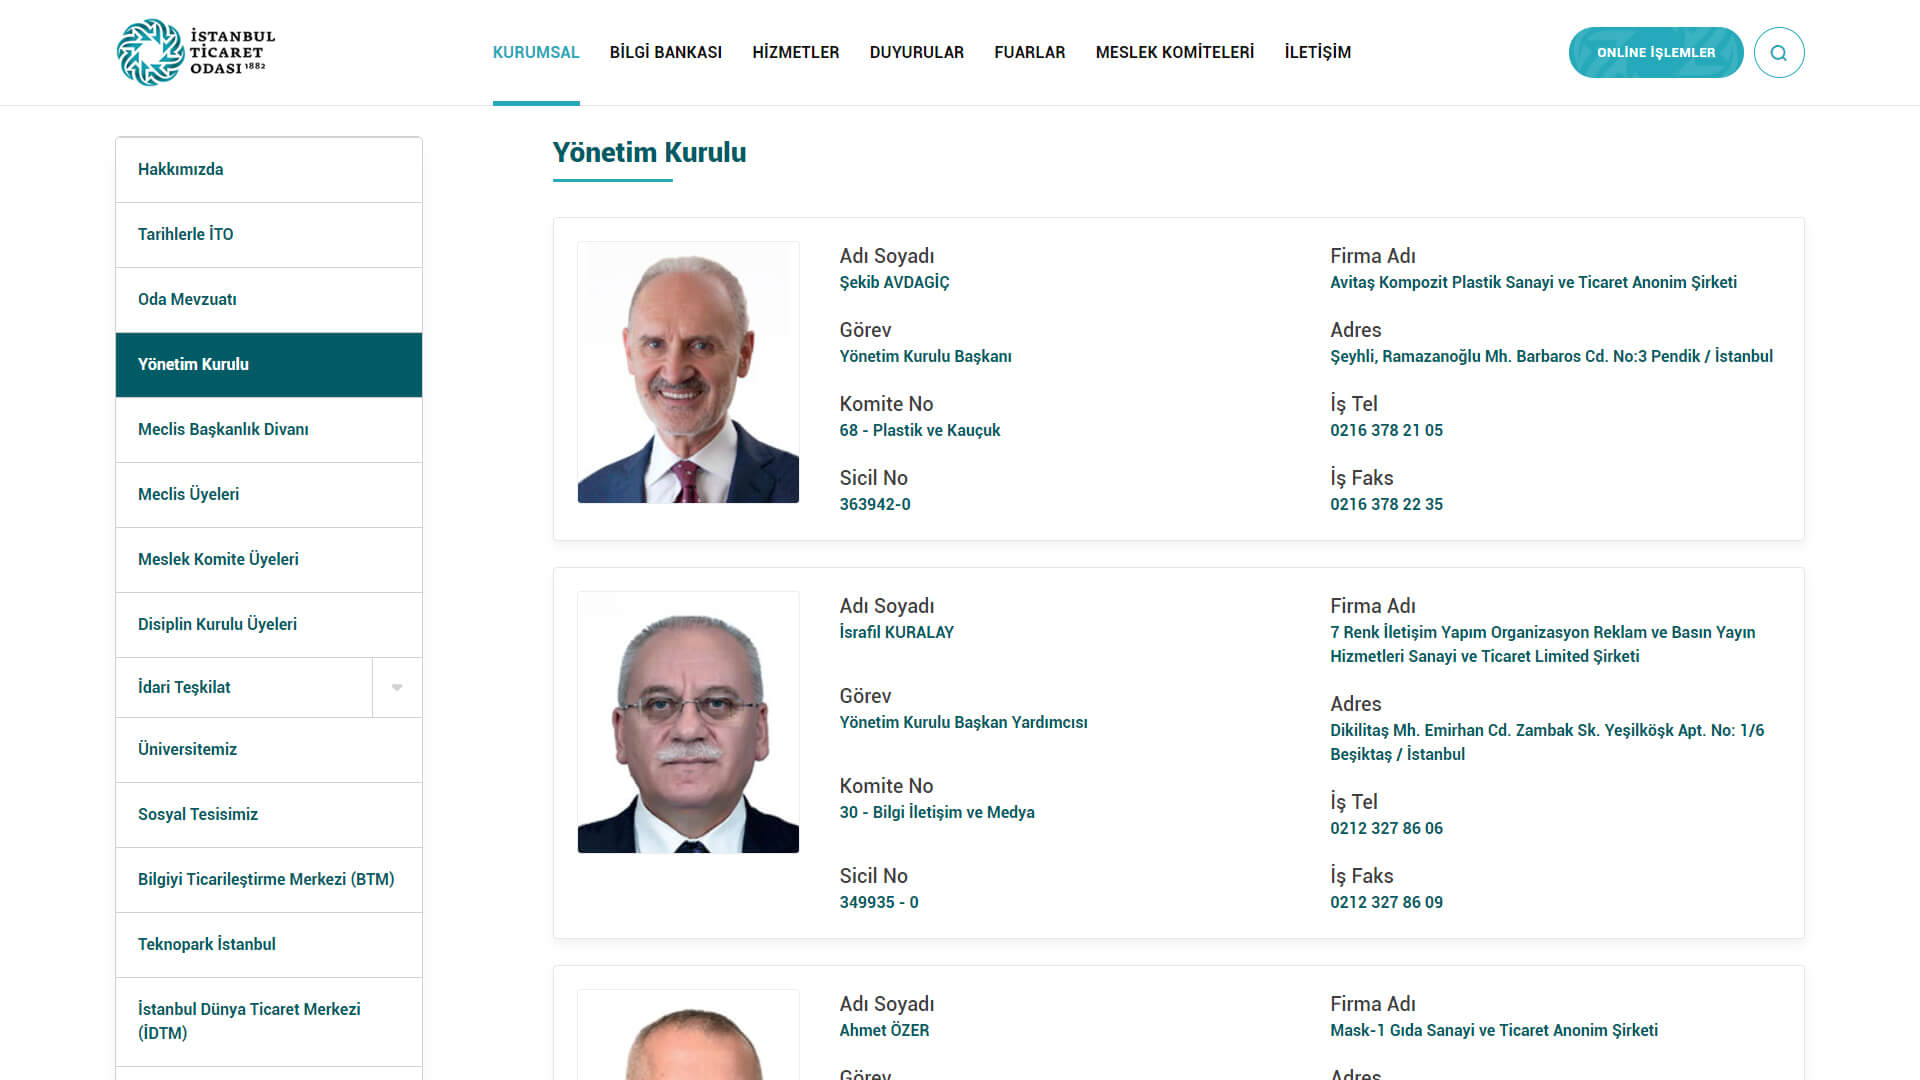 İSTANBUL
TİCARET
ODASI 1882
KURUMSAL
BİLGİ BANKASI
HİZMETLER
DUYURULAR
FUARLAR
MESLEK KOMİTELERİ
İLETİŞİM
ONLİNE İŞLEMLER
Hakkımızda
Tarihlerle İTO
Oda Mevzuatı
Yönetim Kurulu
Meclis Başkanlık Divanı
Meclis Üyeleri
Meslek Komite Üyeleri
Disiplin Kurulu Üyeleri
İdari Teşkilat
Üniversitemiz
Sosyal Tesisimiz
Bilgiyi Ticarileştirme Merkezi (BTM)
Teknopark İstanbul
İstanbul Dünya Ticaret Merkezi
(İDTM)
Yönetim Kurulu
Adı Soyadı
Şekib AVDAGİÇ
Görev
Yönetim Kurulu Başkanı
Komite No
68 - Plastik ve Kauçuk
Sicil No
363942-0
Firma Adı
Avitaş Kompozit Plastik Sanayi ve Ticaret Anonim Şirketi
Adres
Şeyhli, Ramazanoğlu Mh. Barbaros Cd. No:3 Pendik / İstanbul
İş Tel
0216 378 21 05
İş Faks
0216 378 22 35
Adı Soyadı
İsrafil KURALAY
Görev
Yönetim Kurulu Başkan Yardımcısı
Komite No
30 - Bilgi İletişim ve Medya
Sicil No
349935 - 0
Firma Adı
7 Renk İletişim Yapım Organizasyon Reklam ve Basın Yayın
Hizmetleri Sanayi ve Ticaret Limited Şirketi
Adres
Dikilitaş Mh. Emirhan Cd. Zambak Sk. Yeşilköşk Apt. No: 1/6
Beşiktaş / İstanbul
İş Tel
0212 327 86 06
İş Faks
0212 327 86 09
Adı Soyadı
Ahmet ÖZER
Görev
Firma Adı
Mask-1 Gıda Sanayi ve Ticaret Anonim Şirketi
Adres